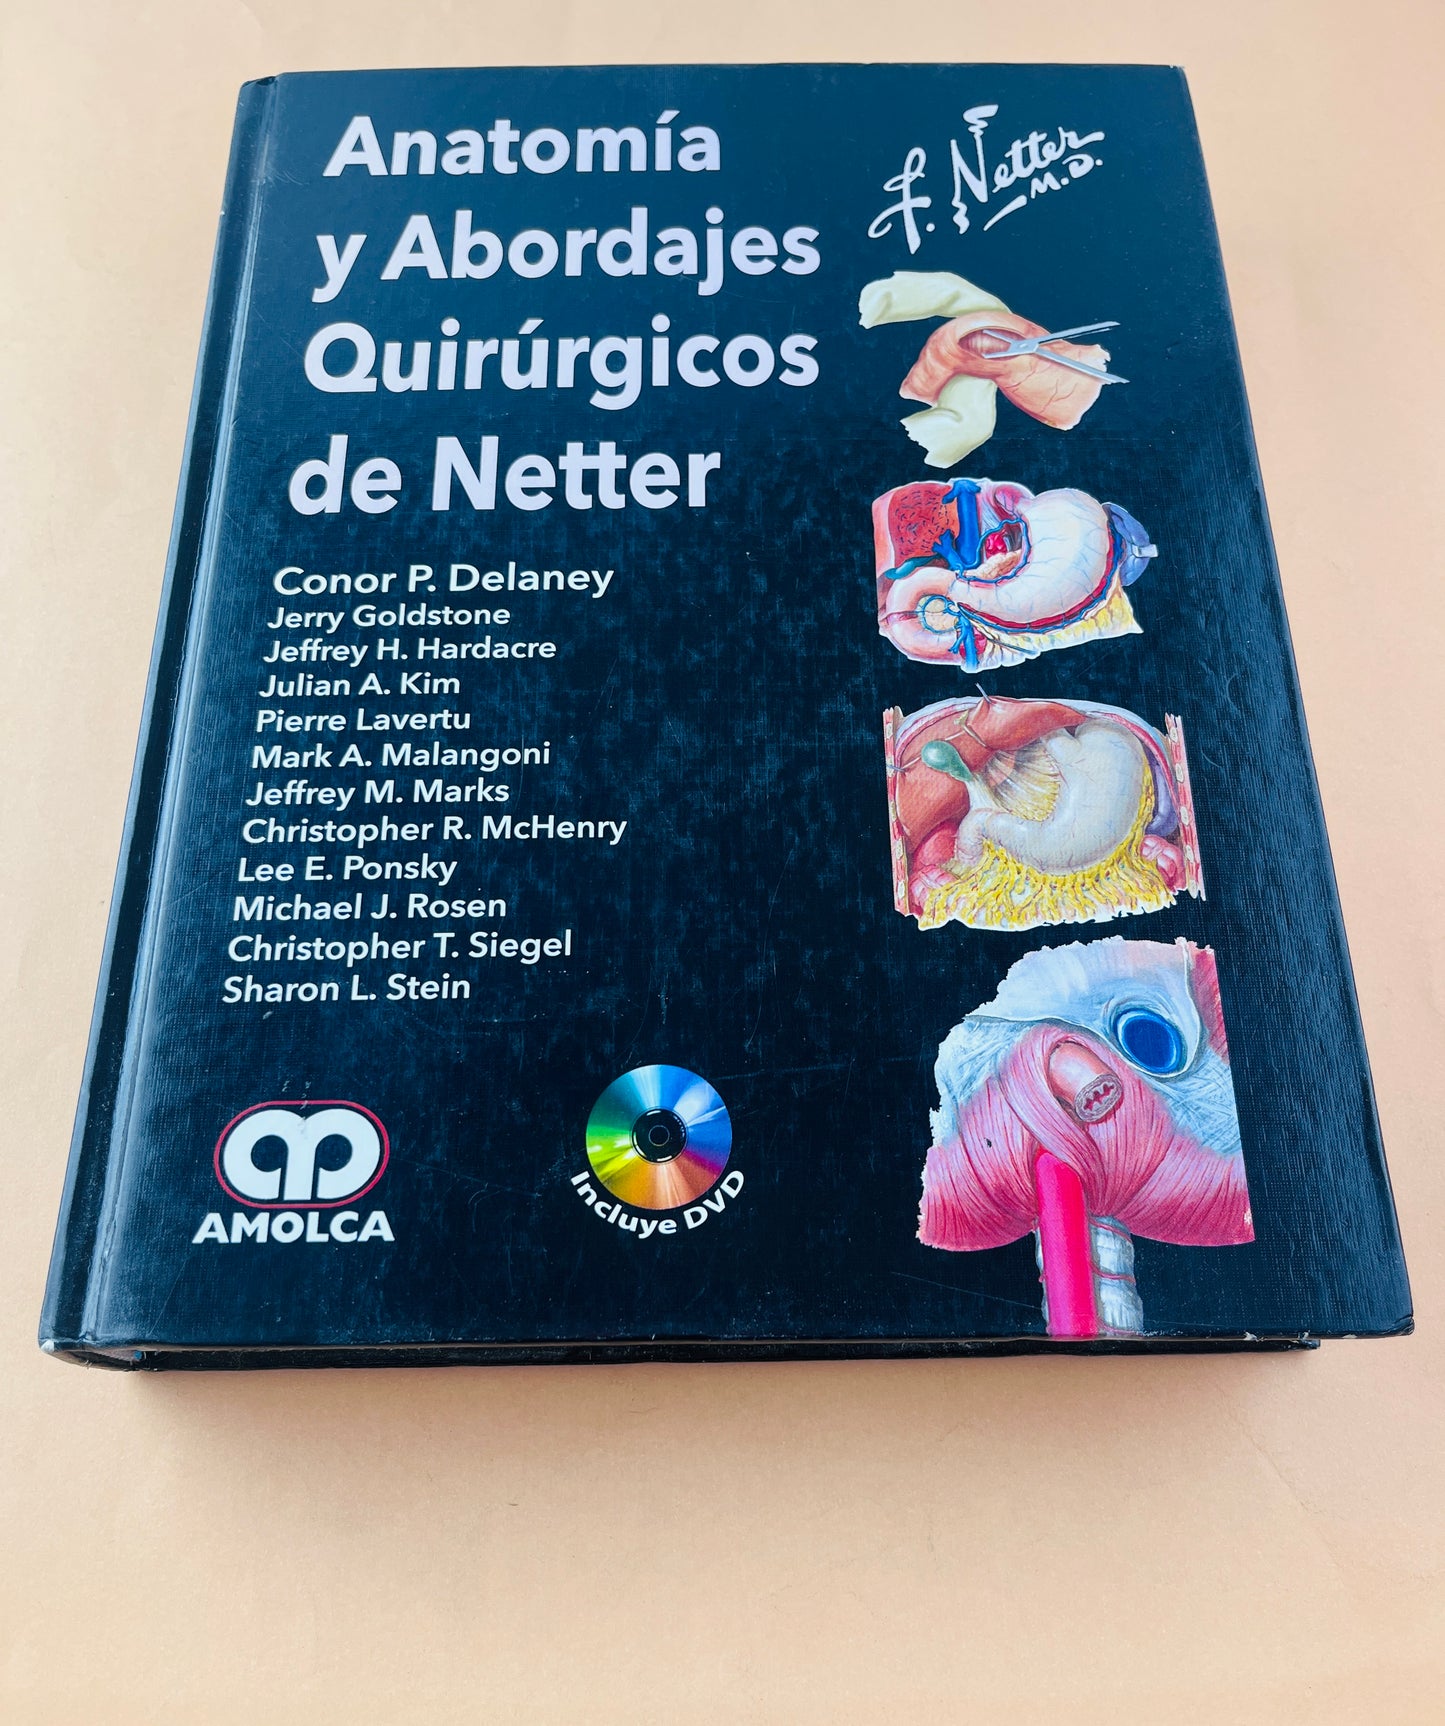 Anatomía
y Abordajes
Quirúrgicos
de Netter
F. Netter
M.D.
Conor P. Delaney
Jerry Goldstone
Jeffrey H. Hardacre
Julian A. Kim
Pierre Lavertu
Mark A. Malangoni
Jeffrey M. Marks
Christopher R. McHenry
Lee E. Ponsky
Michael J. Rosen
Christopher T. Siegel
Sharon L. Stein
AMOLCA
Incluye DVD